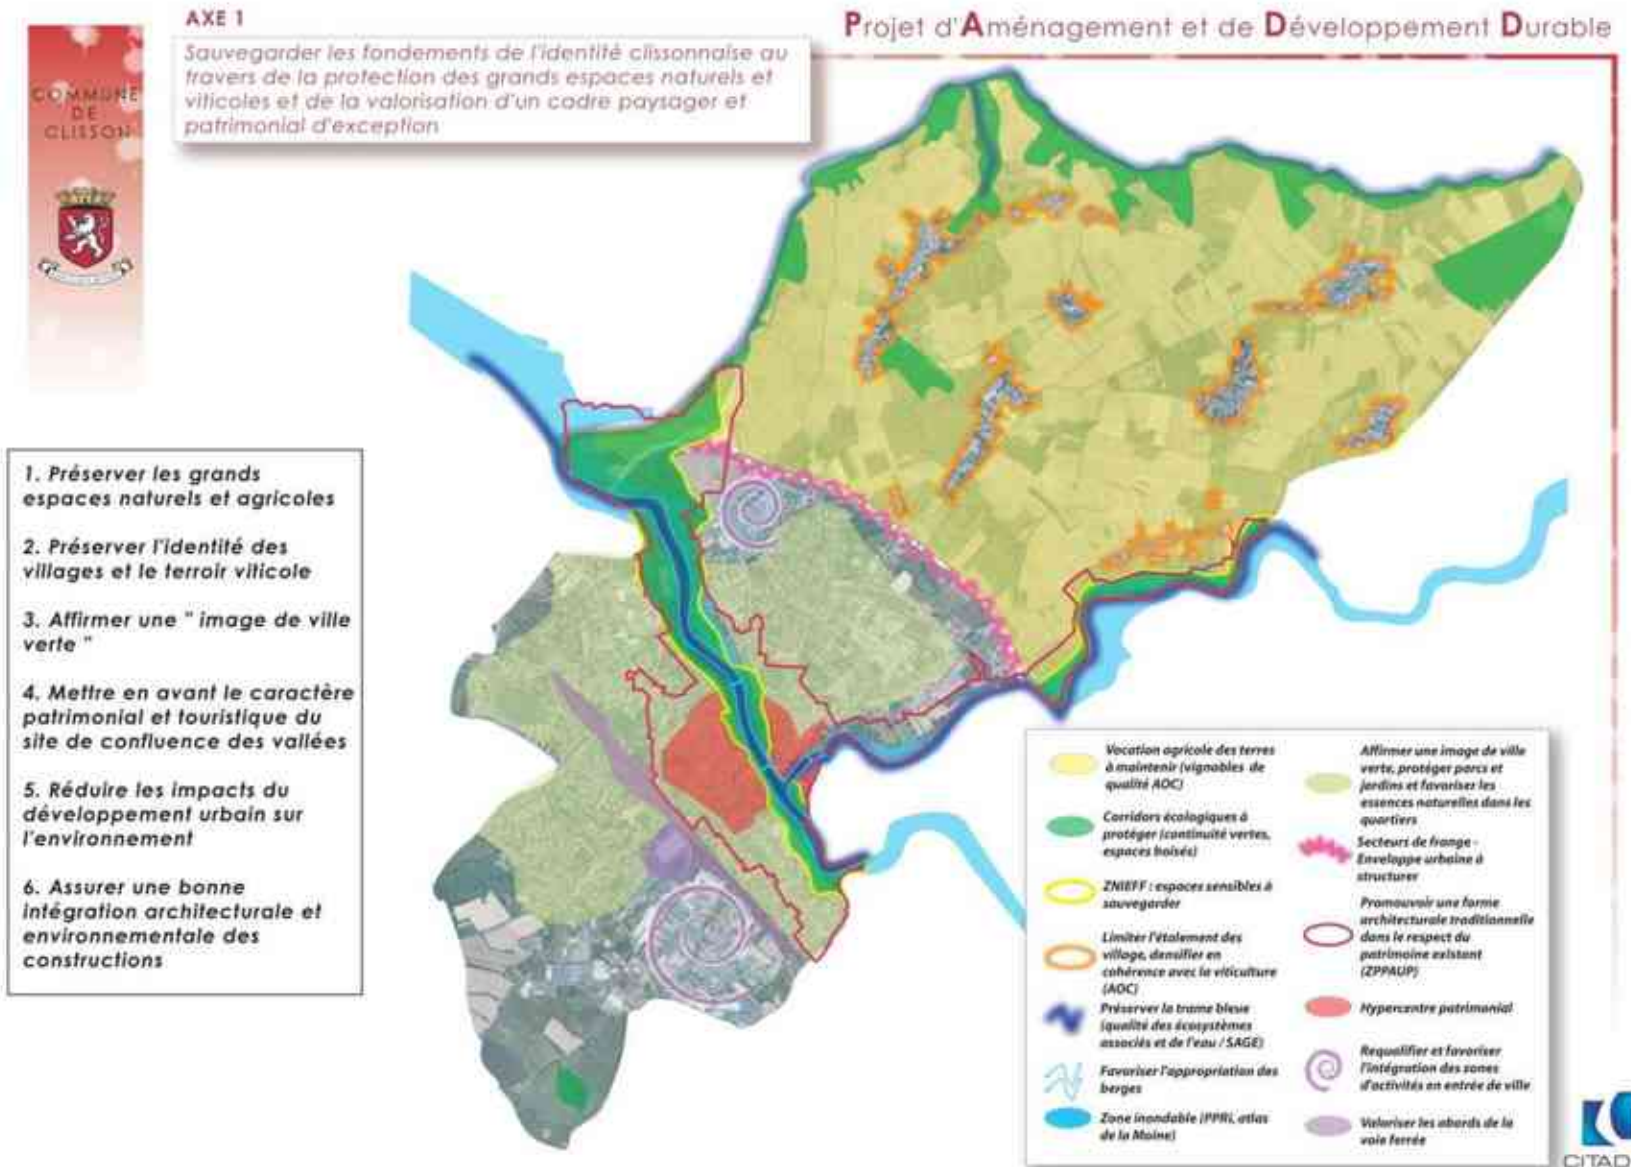 AXE 1
Projet d'Aménagement et de Développement Durable
Sauvegarder les fondements de l'identité clissonnaise au
travers de la protection des grands espaces naturels et
viticoles et de la valorisation d'un cadre paysager et
patrimonial d'exception
COMMUNE
DE
CLISSON
1. Préserver les grands
espaces naturels et agricoles
2. Préserver l'identité des
villages et le terroir viticole
3. Affirmer une " image de ville
verte "
4. Mettre en avant le caractère
patrimonial et touristique du
site de confluence des vallées
5. Réduire les impacts du
développement urbain sur
l'environnement
6. Assurer une bonne
intégration architecturale et
environnementale des
constructions
Vocation agricole des terres
à maintenir (vignobles de
qualité AOC)
Corridors écologiques à
protéger (continuité vertes,
espaces boisés)
ZNIEFF : espaces sensibles à
sauvegarder
Limiter l'étalement des
village, densifier en
cohérence avec la viticulture
(AOC)
Préserver la trame bleue
(qualité des écosystèmes
associés et de l'eau / SAGE)
Favoriser l'appropriation des
berges
Zone inondable (PPRi, atlas
de la Moine)
Affirmer une image de ville
verte, protéger parcs et
jardins et favoriser les
essences naturelles dans les
quartiers
Secteurs de frange -
Enveloppe urbaine à
structurer
Promouvoir une forme
architecturale traditionnelle
dans le respect du
patrimoine existant
(ZPPAUP)
Hypercentre patrimonial
Requalifier et favoriser
l'intégration des zones
d'activités en entrée de ville
Valoriser les abords de la
voie ferrée
CITAD